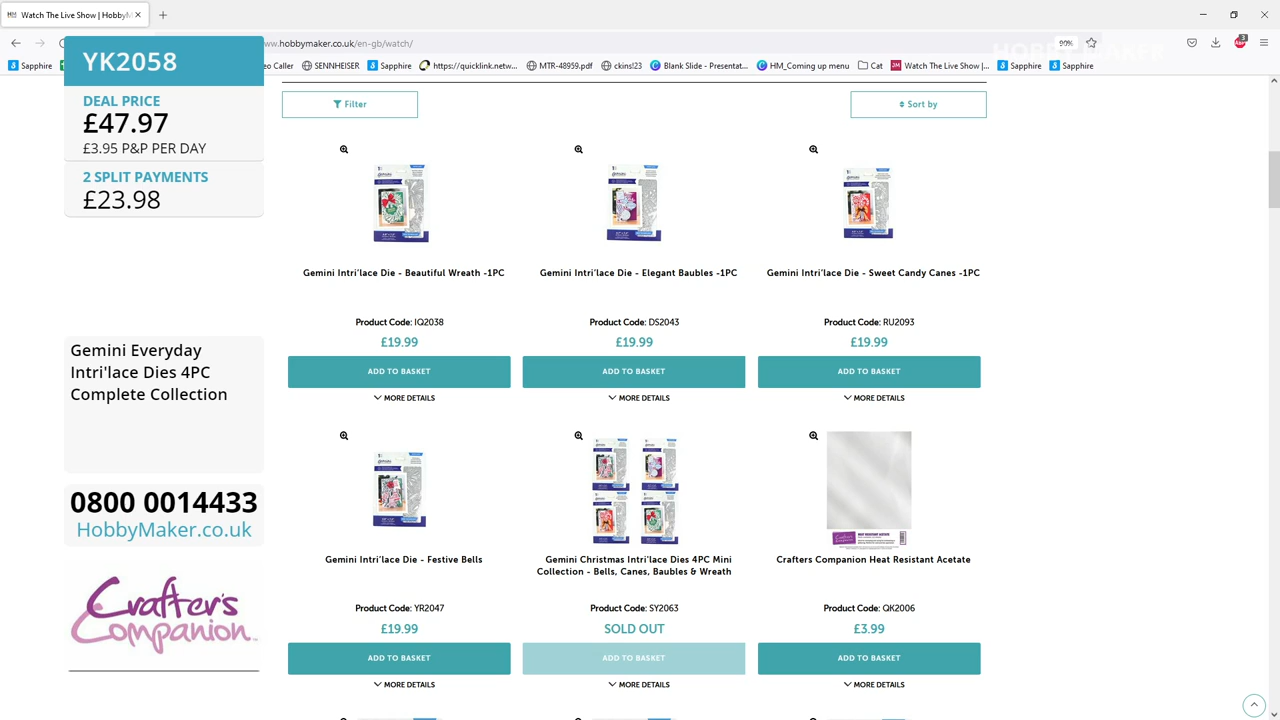 Watch The Live Show | HobbyM
ww.hobbymaker.co.uk/en-gb/watch/
90%
3
HOBBYMAKER
Sapphire
eo Caller
SENNHEISER
Sapphire
https://quicklink.netw...
MTR-48959.pdf
ckins!23
Blank Slide - Presentat...
HM_Coming up menu
Cat
Watch The Live Show |...
Sapphire
Sapphire
YK2058
DEAL PRICE
£47.97
£3.95 P&P PER DAY
2 SPLIT PAYMENTS
£23.98
Gemini Everyday
Intri'lace Dies 4PC
Complete Collection
0800 0014433
HobbyMaker.co.uk
Crafter's
Companion
Filter
Sort by
Gemini Intri'lace Die - Beautiful Wreath -1PC
Gemini Intri'lace Die - Elegant Baubles -1PC
Gemini Intri'lace Die - Sweet Candy Canes -1PC
Product Code: IQ2038
Product Code: DS2043
Product Code: RU2093
£19.99
£19.99
£19.99
ADD TO BASKET
ADD TO BASKET
ADD TO BASKET
MORE DETAILS
MORE DETAILS
MORE DETAILS
Gemini Intri'lace Die - Festive Bells
Gemini Christmas Intri'lace Dies 4PC Mini
Collection - Bells, Canes, Baubles & Wreath
Crafters Companion Heat Resistant Acetate
Product Code: YR2047
Product Code: SY2063
Product Code: QK2006
£19.99
SOLD OUT
£3.99
ADD TO BASKET
ADD TO BASKET
ADD TO BASKET
MORE DETAILS
MORE DETAILS
MORE DETAILS